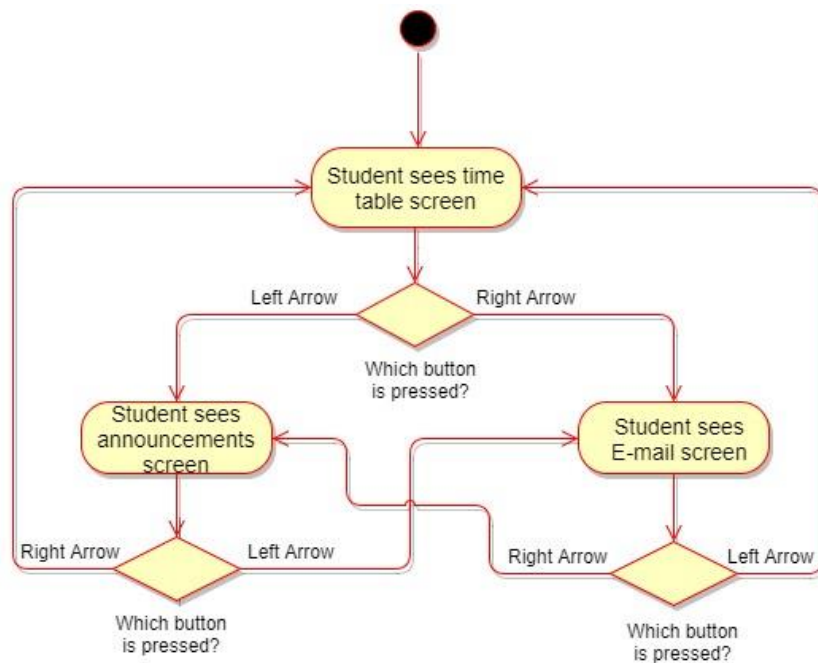 Student sees time
table screen
Left Arrow
Right Arrow
Which button
is pressed?
Student sees
announcements
screen
Student sees
E-mail screen
Right Arrow
Left Arrow
Right Arrow
Left Arrow
Which button
is pressed?
Which button
is pressed?